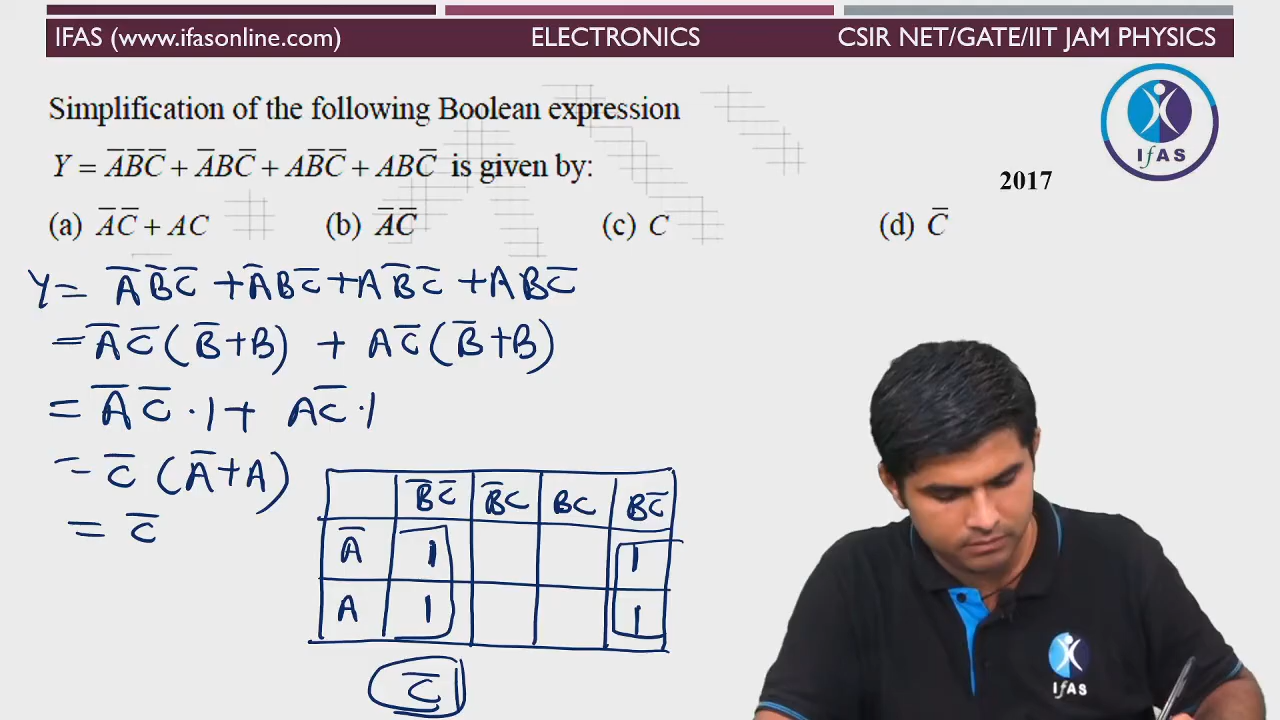 IFAS (www.ifasonline.com) ELECTRONICS CSIR NET/GATE/IIT JAM PHYSICS
IfAS
Simplification of the following Boolean expression
Y = A̅B̅C̅ + A̅BC̅ + AB̅C̅ + ABC̅ is given by:
2017
(a) A̅C̅ + AC (b) A̅C̅ (c) C (d) C̅
Y = A̅B̅C̅ + A̅BC̅ + AB̅C̅ + ABC̅
= A̅C̅(B̅+B) + AC̅(B̅+B)
= A̅C̅·1 + AC̅·1
= C̅(A̅+A)
= C̅
B̅C̅ B̅C BC BC̅
A̅ 1 1
A 1 1
C̅
IfAS